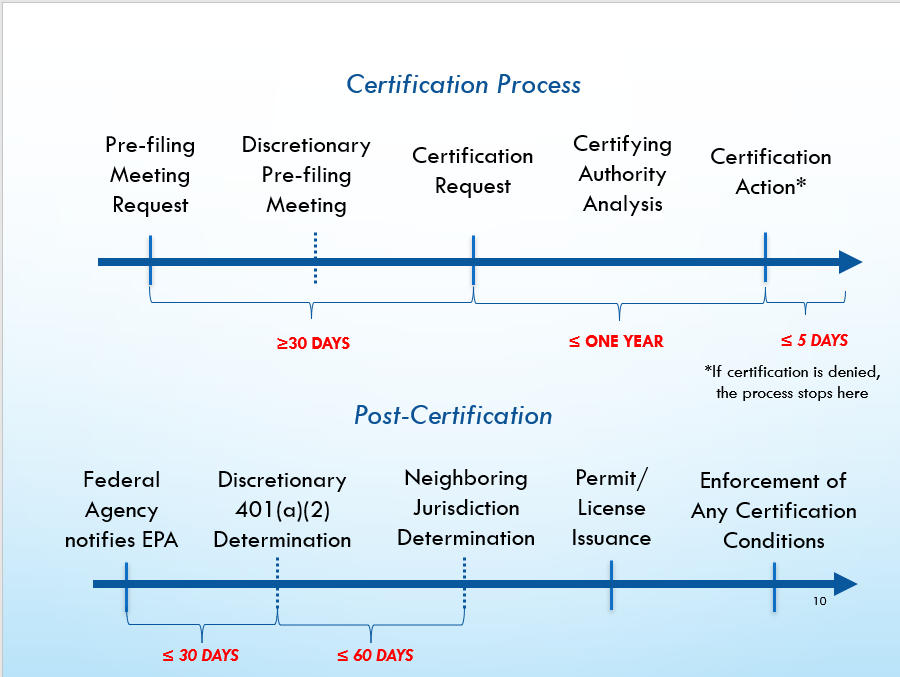 Certification Process
Pre-filing
Meeting
Request
Discretionary
Pre-filing
Meeting
Certification
Request
Certifying
Authority
Analysis
Certification
Action*
≥30 DAYS
≤ ONE YEAR
≤ 5 DAYS
*If certification is denied,
the process stops here
Post-Certification
Federal
Agency
notifies EPA
Discretionary
401(a)(2)
Determination
Neighboring
Jurisdiction
Determination
Permit/
License
Issuance
Enforcement of
Any Certification
Conditions
10
≤ 30 DAYS
≤ 60 DAYS